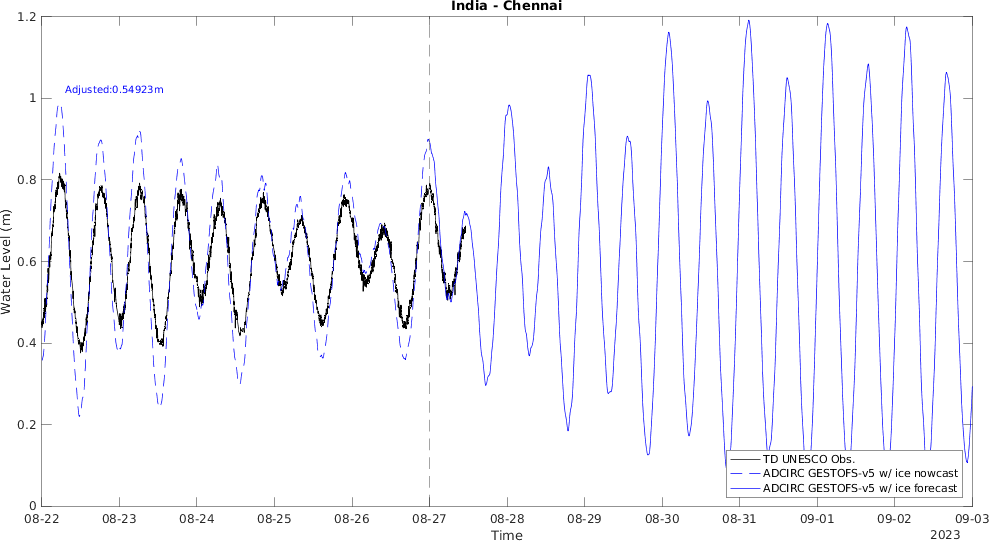 India - Chennai
Adjusted:0.54923m
Water Level (m)
1.2
1
0.8
0.6
0.4
0.2
0
TD UNESCO Obs.
ADCIRC GESTOFS-v5 w/ ice nowcast
ADCIRC GESTOFS-v5 w/ ice forecast
08-22 08-23 08-24 08-25 08-26 08-27 08-28 08-29 08-30 08-31 09-01 09-02 09-03
Time
2023